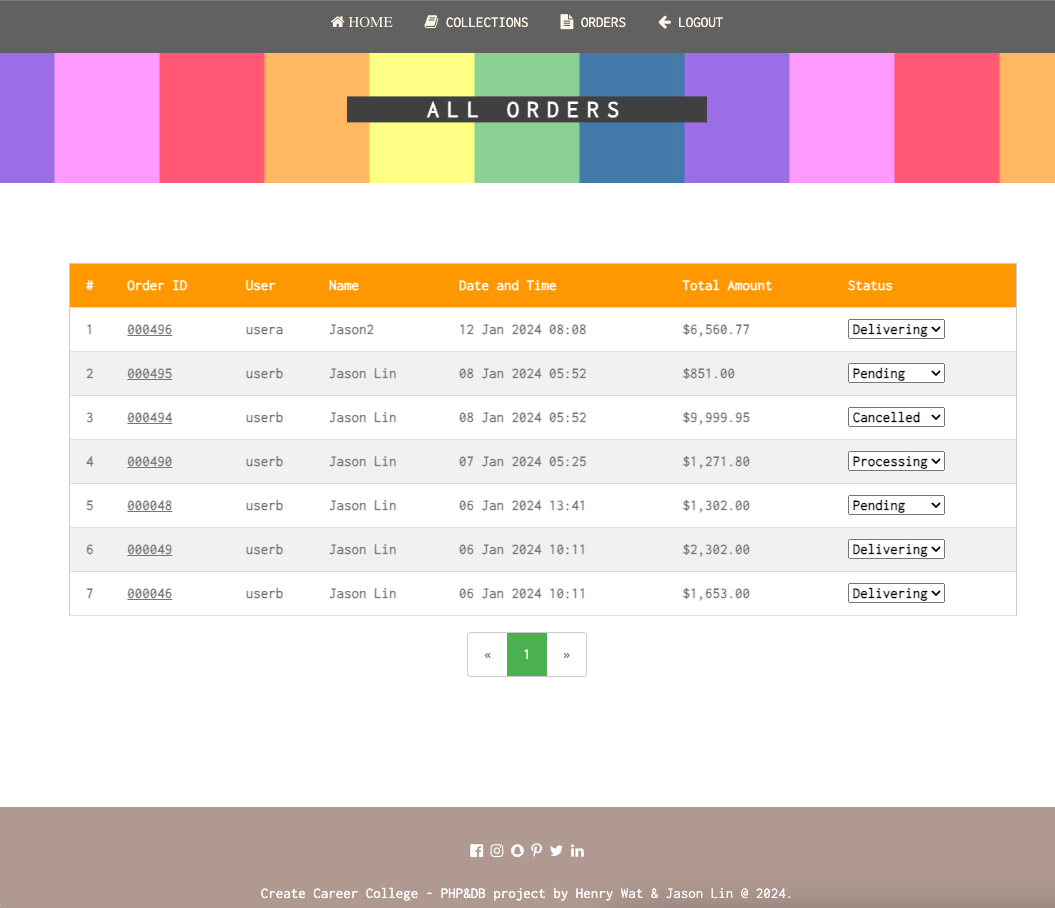 HOME COLLECTIONS ORDERS LOGOUT
ALL ORDERS
# Order ID User Name Date and Time Total Amount Status
1 000496 usera Jason2 12 Jan 2024 08:08 $6,560.77 Delivering
2 000495 userb Jason Lin 08 Jan 2024 05:52 $851.00 Pending
3 000494 userb Jason Lin 08 Jan 2024 05:52 $9,999.95 Cancelled
4 000490 userb Jason Lin 07 Jan 2024 05:25 $1,271.80 Processing
5 000048 userb Jason Lin 06 Jan 2024 13:41 $1,302.00 Pending
6 000049 userb Jason Lin 06 Jan 2024 10:11 $2,302.00 Delivering
7 000046 userb Jason Lin 06 Jan 2024 10:11 $1,653.00 Delivering
« 1 »
Create Career College - PHP&DB project by Henry Wat & Jason Lin @ 2024.